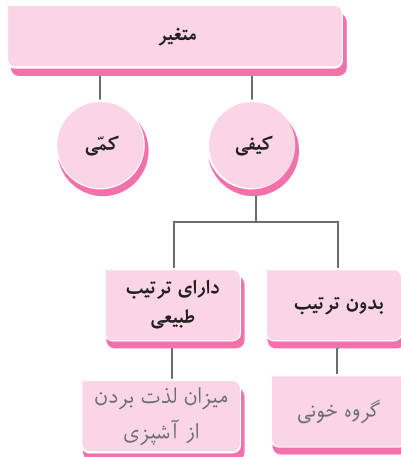 متغیر
کیفی
کمّی
بدون ترتیب
دارای ترتیب
طبیعی
گروه خونی
میزان لذت بردن
از آشپزی